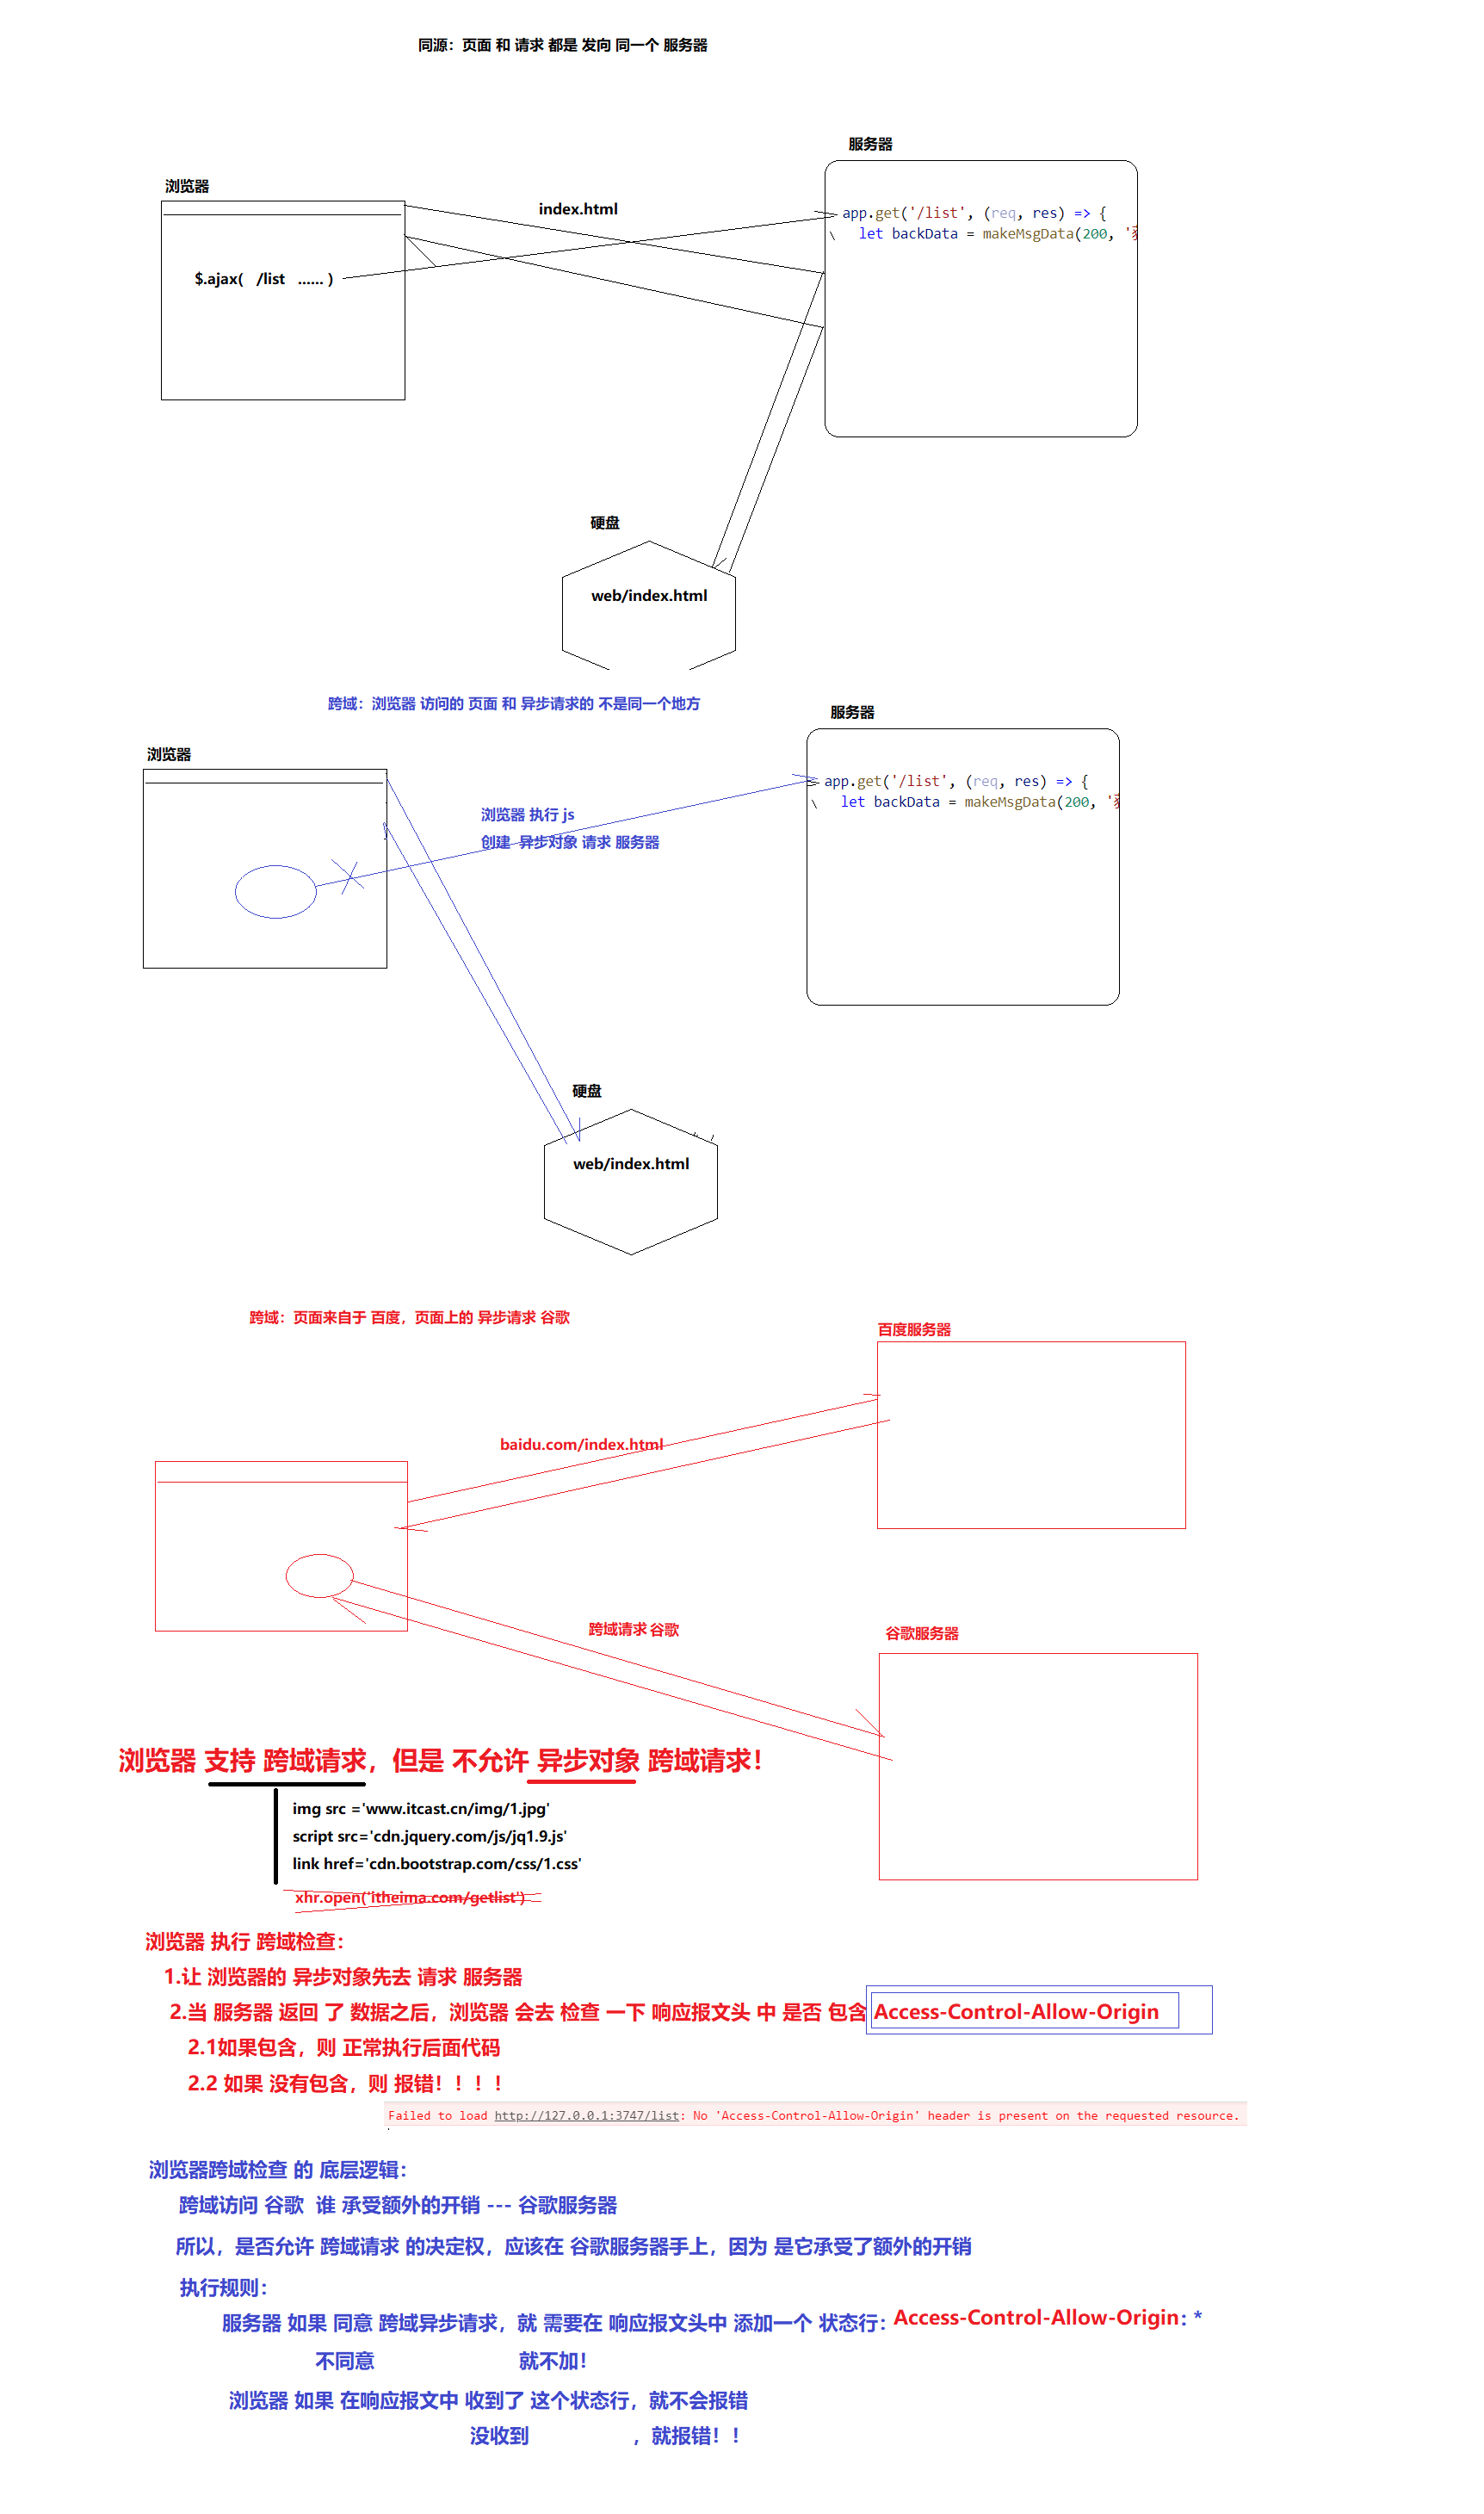 同源：页面 和 请求 都是 发向 同一个 服务器
服务器
浏览器
index.html
app.get('/list', (req, res) => {
let backData = makeMsgData(200, '
$.ajax( /list ...... )
硬盘
web/index.html
跨域：浏览器 访问的 页面 和 异步请求的 不是同一个地方
服务器
浏览器
app.get('/list', (req, res) => {
let backData = makeMsgData(200, '
浏览器 执行 js
创建 异步对象 请求 服务器
硬盘
web/index.html
跨域：页面来自于 百度，页面上的 异步请求 谷歌
百度服务器
baidu.com/index.html
跨域请求 谷歌
谷歌服务器
浏览器 支持 跨域请求，但是 不允许 异步对象 跨域请求！
img src ='www.itcast.cn/img/1.jpg'
script src='cdn.jquery.com/js/jq1.9.js'
link href='cdn.bootstrap.com/css/1.css'
xhr.open('itheima.com/getlist')
浏览器 执行 跨域检查：
1.让 浏览器的 异步对象先去 请求 服务器
2.当 服务器 返回 了 数据之后，浏览器 会去 检查 一下 响应报文头 中 是否 包含 Access-Control-Allow-Origin
2.1如果包含，则 正常执行后面代码
2.2 如果 没有包含，则 报错！！！！
Failed to load http://127.0.0.1:3747/list: No 'Access-Control-Allow-Origin' header is present on the requested resource.
浏览器跨域检查 的 底层逻辑：
跨域访问 谷歌 谁 承受额外的开销 --- 谷歌服务器
所以，是否允许 跨域请求 的决定权，应该在 谷歌服务器手上，因为 是它承受了额外的开销
执行规则：
服务器 如果 同意 跨域异步请求，就 需要在 响应报文头中 添加一个 状态行：Access-Control-Allow-Origin：*
不同意 就不加！
浏览器 如果 在响应报文中 收到了 这个状态行，就不会报错
没收到 ，就报错！！